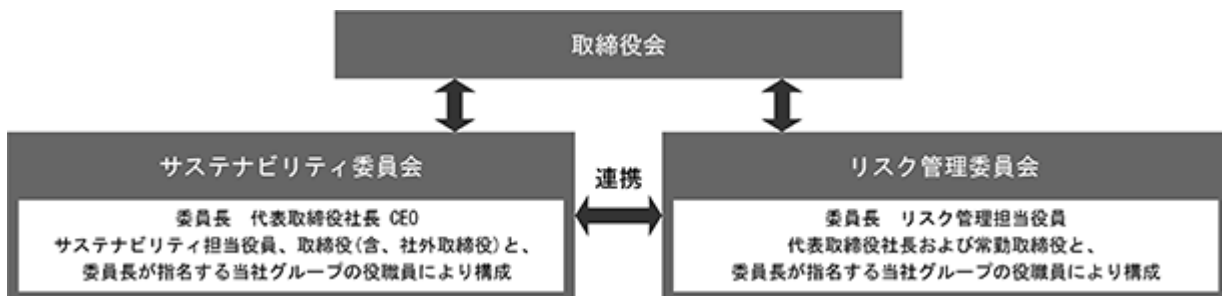 取締役会
サステナビリティ委員会
委員長　代表取締役社長 CEO
サステナビリティ担当役員、取締役(含、社外取締役)と、
委員長が指名する当社グループの役職員により構成
連携
リスク管理委員会
委員長　リスク管理担当役員
代表取締役社長および常勤取締役と、
委員長が指名する当社グループの役職員により構成